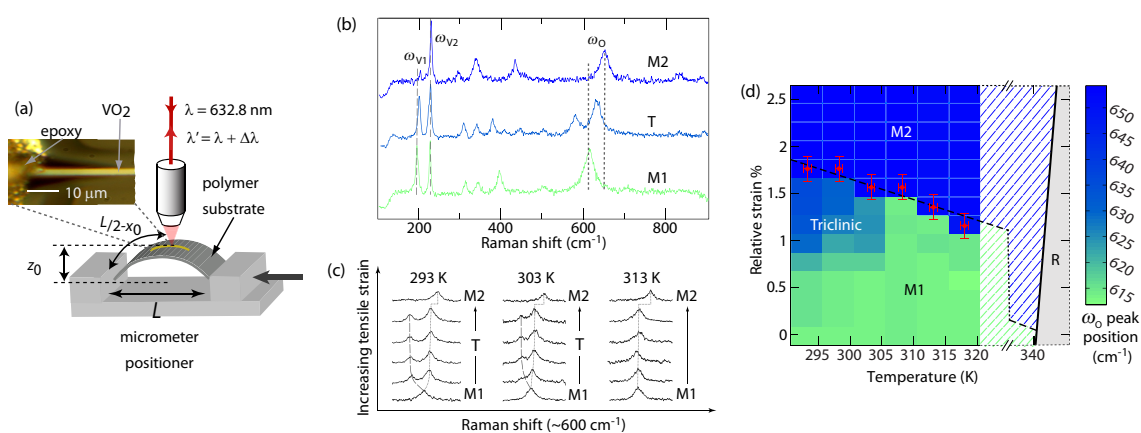 (a)
epoxy
VO2
λ = 632.8 nm
λ′ = λ + Δλ
10 μm
polymer
substrate
L/2-x0
z0
L
micrometer
positioner
(b)
ωV1
ωV2
ωO
M2
T
M1
200
400
600
800
Raman shift (cm-1)
(c)
293 K
303 K
313 K
Increasing tensile strain
M2
T
M1
M2
T
M1
M2
M1
Raman shift (~600 cm-1)
(d)
2.5
2
1.5
1
0.5
0
Relative strain %
M2
Triclinic
M1
R
295
300
305
310
315
320
340
Temperature (K)
650
645
640
635
630
625
620
615
ωO peak
position
(cm-1)